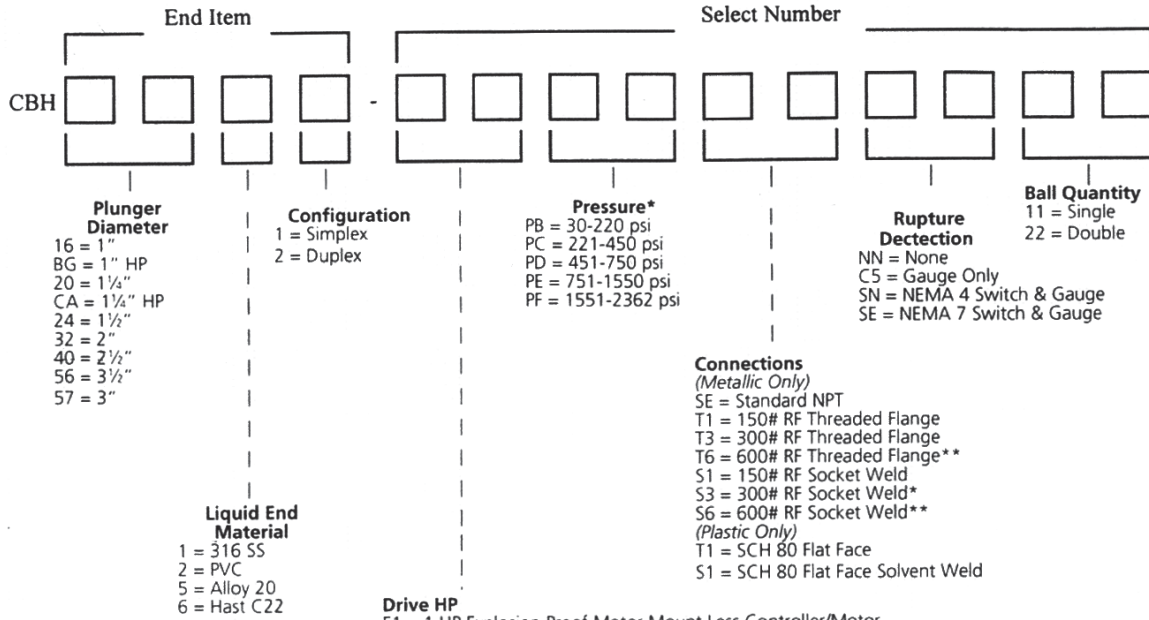 End Item
Select Number
CBH
-
Plunger
Diameter
16 = 1"
BG = 1" HP
20 = 1¼"
CA = 1¼" HP
24 = 1½"
32 = 2"
40 = 2½"
56 = 3½"
57 = 3"
Liquid End
Material
1 = 316 SS
2 = PVC
5 = Alloy 20
6 = Hast C22
Configuration
1 = Simplex
2 = Duplex
Drive HP
Pressure*
PB = 30-220 psi
PC = 221-450 psi
PD = 451-750 psi
PE = 751-1550 psi
PF = 1551-2362 psi
Connections
(Metallic Only)
SE = Standard NPT
T1 = 150# RF Threaded Flange
T3 = 300# RF Threaded Flange
T6 = 600# RF Threaded Flange**
S1 = 150# RF Socket Weld
S3 = 300# RF Socket Weld*
S6 = 600# RF Socket Weld**
(Plastic Only)
T1 = SCH 80 Flat Face
S1 = SCH 80 Flat Face Solvent Weld
Rupture
Dectection
NN = None
C5 = Gauge Only
SN = NEMA 4 Switch & Gauge
SE = NEMA 7 Switch & Gauge
Ball Quantity
11 = Single
22 = Double